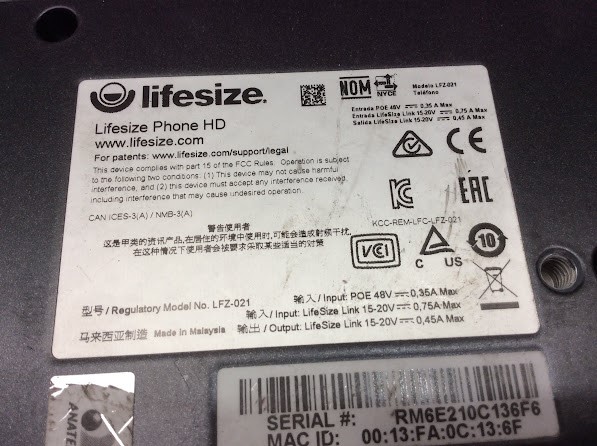 lifesize.
NOM
NYCE
Modelo LFZ-021
Teléfono
Lifesize Phone HD
www.lifesize.com
For patents: www.lifesize.com/support/legal
Entrada POE 48V 0,35 A Max
Entrada LifeSize Link 15-20V 0,75 A Max
Salida LifeSize Link 15-20V 0,45 A Max
This device complies with part 15 of the FCC Rules. Operation is subject
to the following two conditions: (1) This device may not cause harmful
interference, and (2) this device must accept any interference received,
including interference that may cause undesired operation.
CE
EAC
CAN ICES-3(A) / NMB-3(A)
KCC-REM-LFC-LFZ-021
警告使用者
这是甲类的资讯产品,在居住的环境中使用时,可能会造成射频干扰,
在这种情况下使用者会被要求采取某些适当的对策
VCI
C US
10
型号 / Regulatory Model No. LFZ-021
输入 / Input: POE 48V 0,35A Max
输入 / Input: LifeSize Link 15-20V 0,75A Max
马来西亚制造 Made in Malaysia
输出 / Output: LifeSize Link 15-20V 0,45A Max
SERIAL #: RM6E210C136F6
MAC ID: 00:13:FA:0C:13:6F